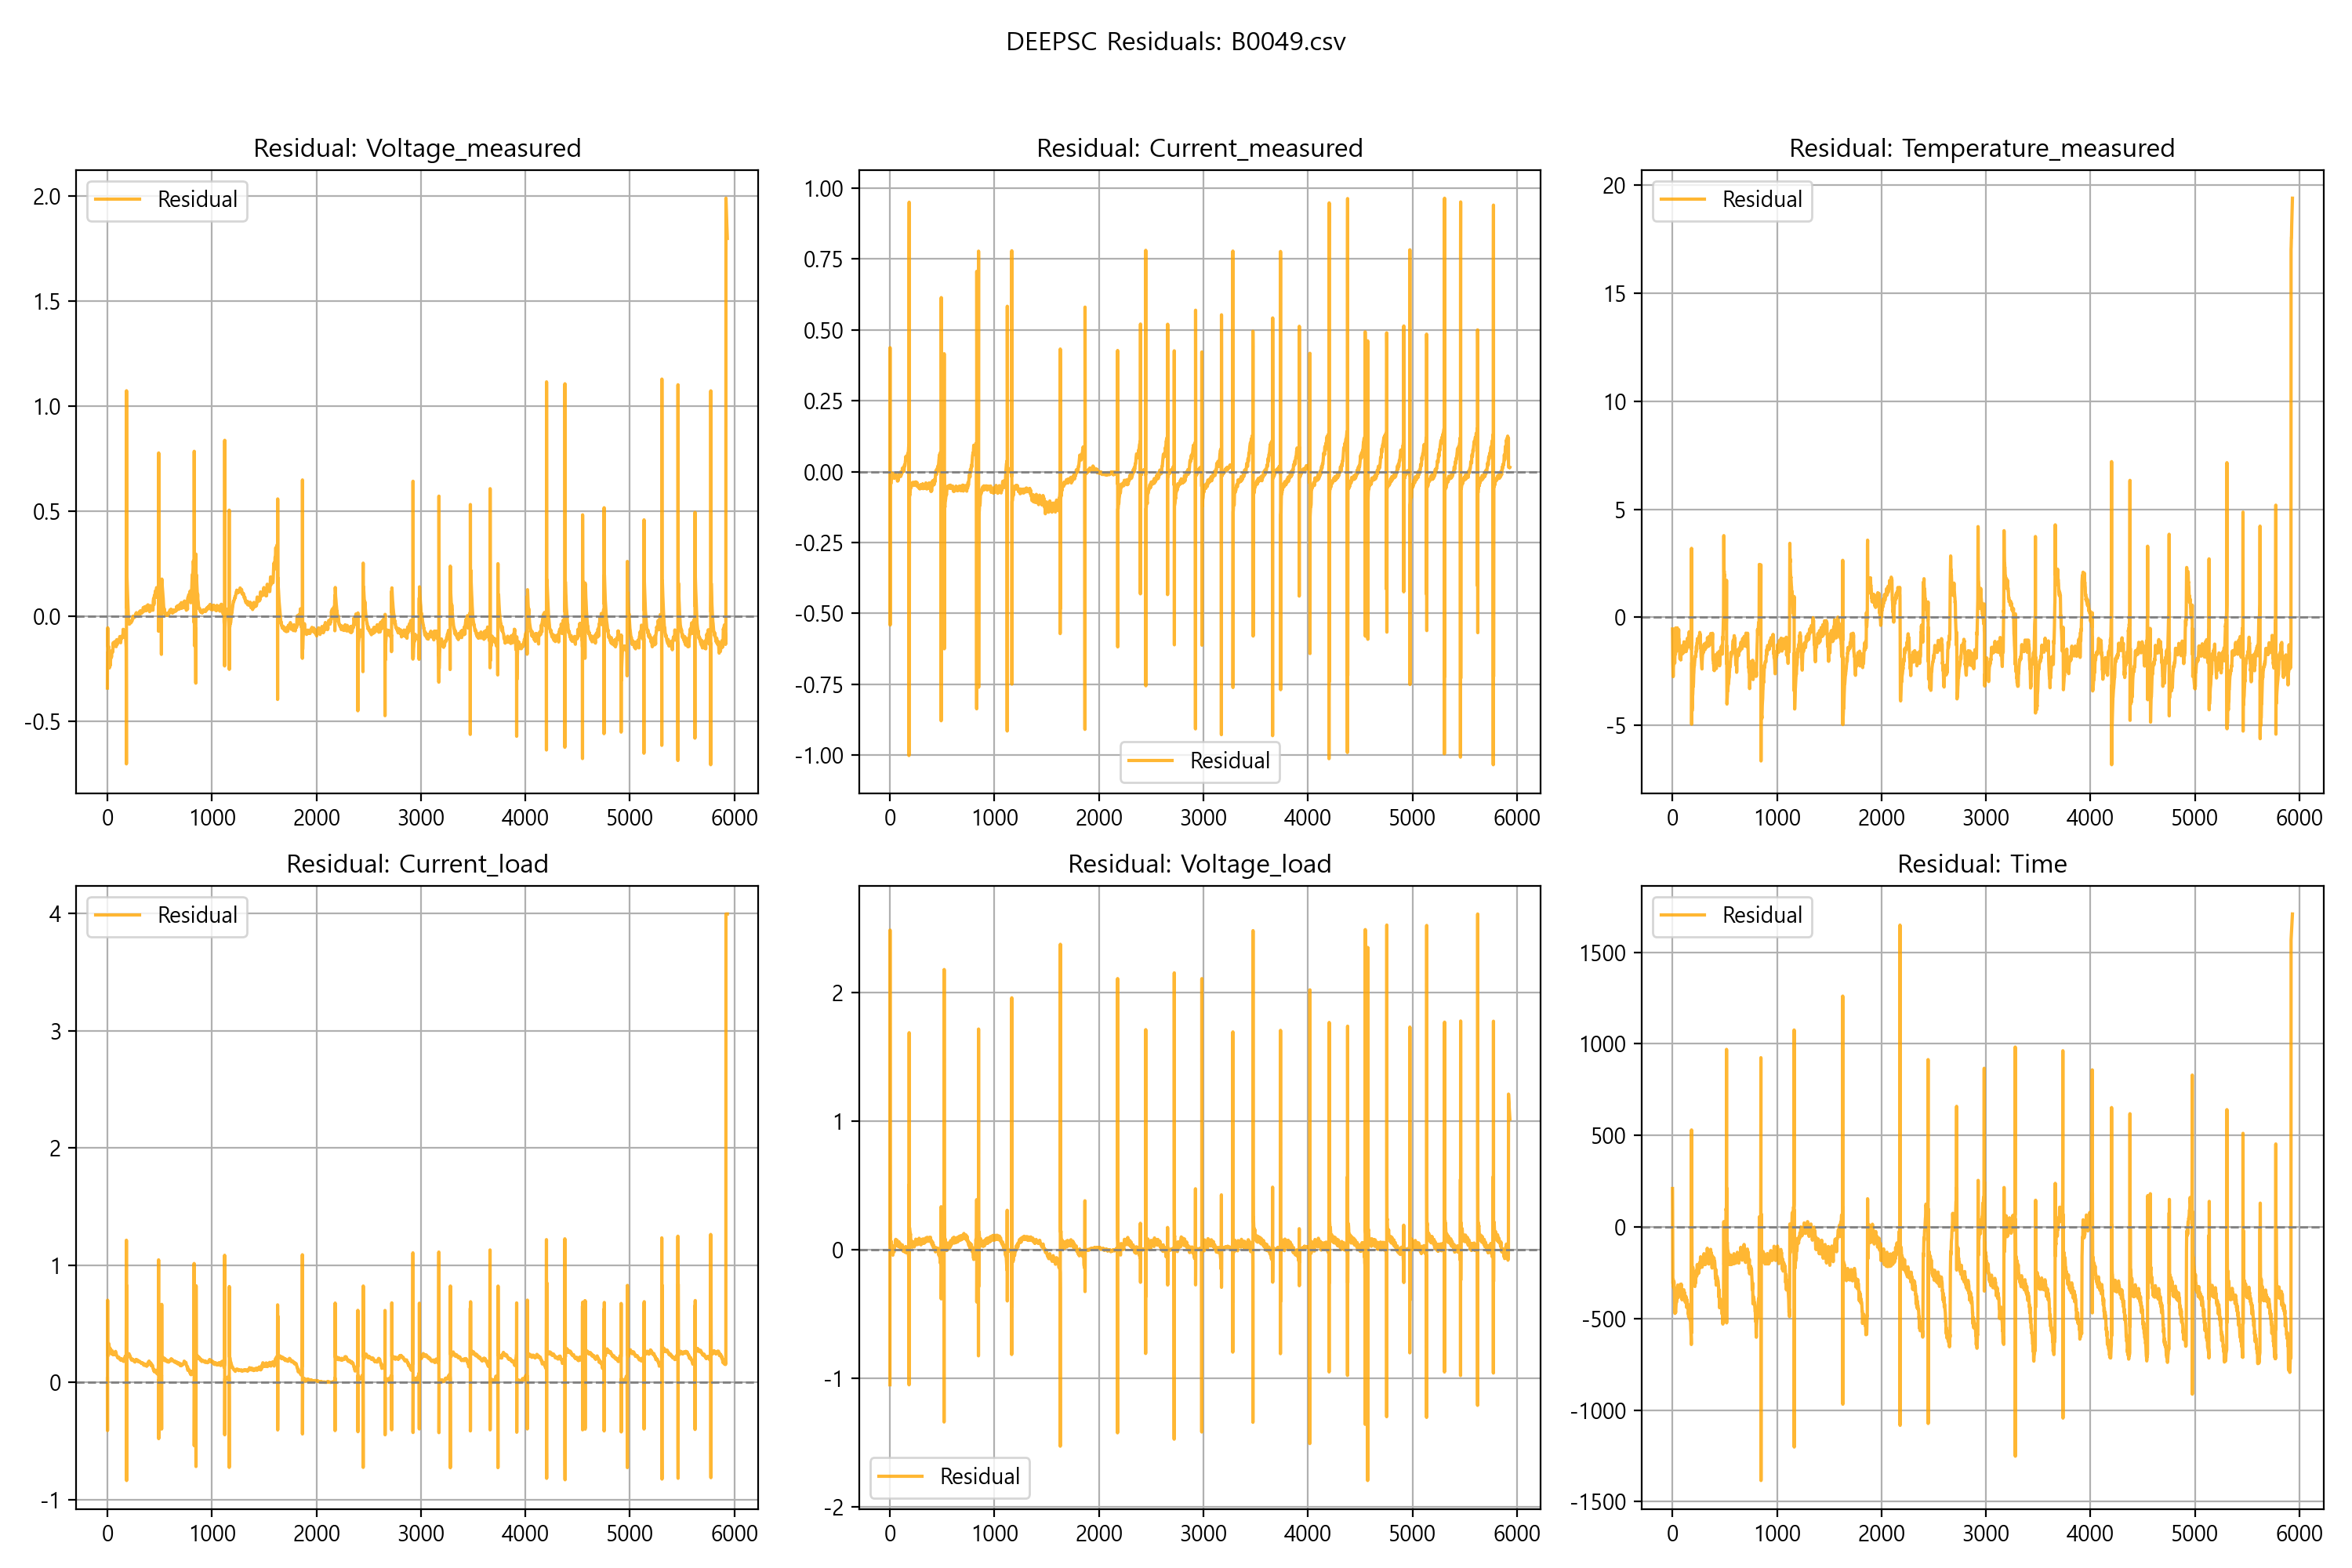 DEEPSC Residuals: B0049.csv
Residual: Voltage_measured
Residual
2.0
1.5
1.0
0.5
0.0
-0.5
0 1000 2000 3000 4000 5000 6000
Residual: Current_measured
Residual
1.00
0.75
0.50
0.25
0.00
-0.25
-0.50
-0.75
-1.00
0 1000 2000 3000 4000 5000 6000
Residual: Temperature_measured
Residual
20
15
10
5
0
-5
0 1000 2000 3000 4000 5000 6000
Residual: Current_load
Residual
4
3
2
1
0
-1
0 1000 2000 3000 4000 5000 6000
Residual: Voltage_load
Residual
2
1
0
-1
-2
0 1000 2000 3000 4000 5000 6000
Residual: Time
Residual
1500
1000
500
0
-500
-1000
-1500
0 1000 2000 3000 4000 5000 6000